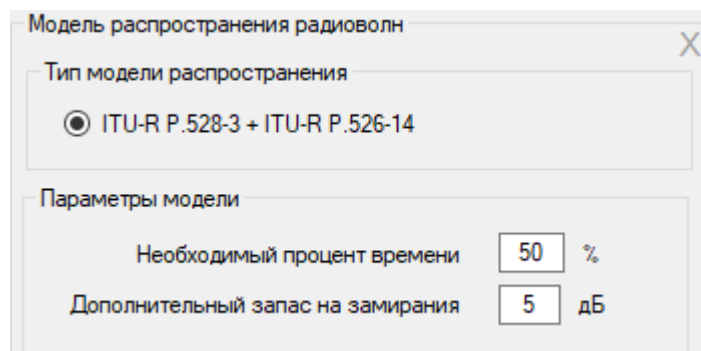 Модель распространения радиоволн
X
Тип модели распространения
ITU-R P.528-3 + ITU-R P.526-14
Параметры модели
Необходимый процент времени 50 %
Дополнительный запас на замирания 5 дБ